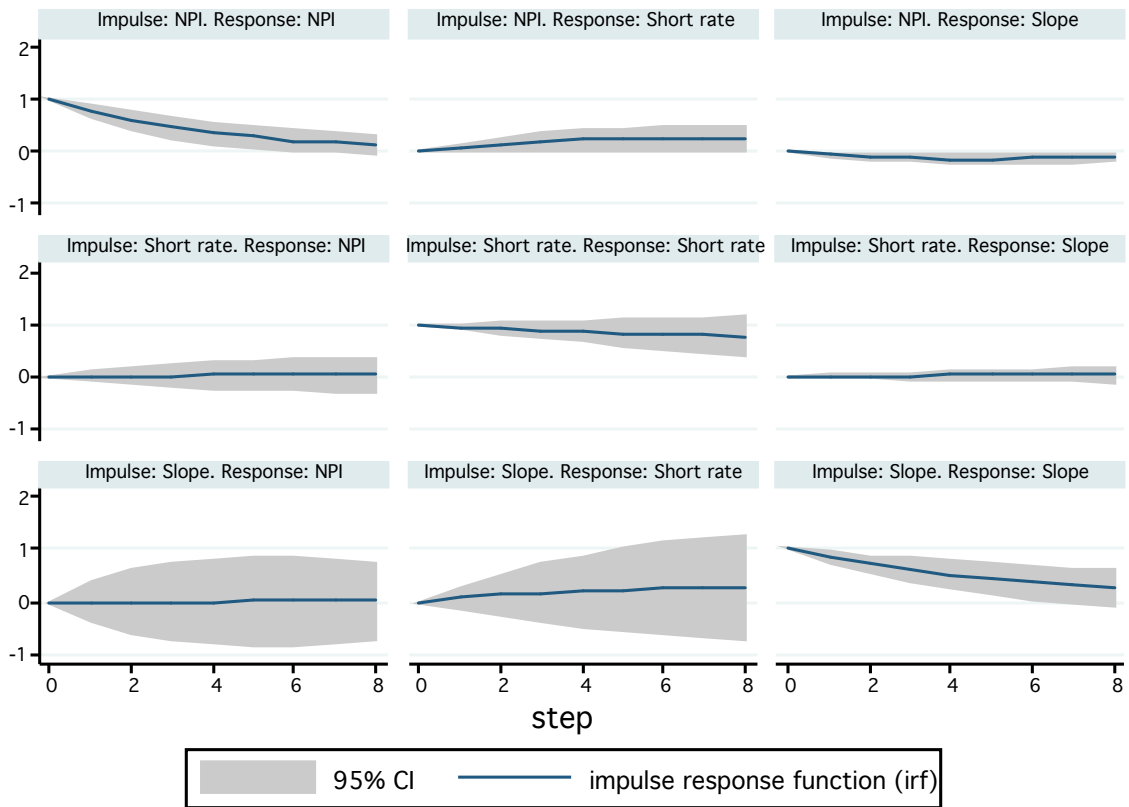 Impulse: NPI. Response: NPI
Impulse: NPI. Response: Short rate
Impulse: NPI. Response: Slope
2
1
0
-1
Impulse: Short rate. Response: NPI
Impulse: Short rate. Response: Short rate
Impulse: Short rate. Response: Slope
2
1
0
-1
Impulse: Slope. Response: NPI
Impulse: Slope. Response: Short rate
Impulse: Slope. Response: Slope
2
1
0
-1
0 2 4 6 8
0 2 4 6 8
0 2 4 6 8
step
95% CI
impulse response function (irf)